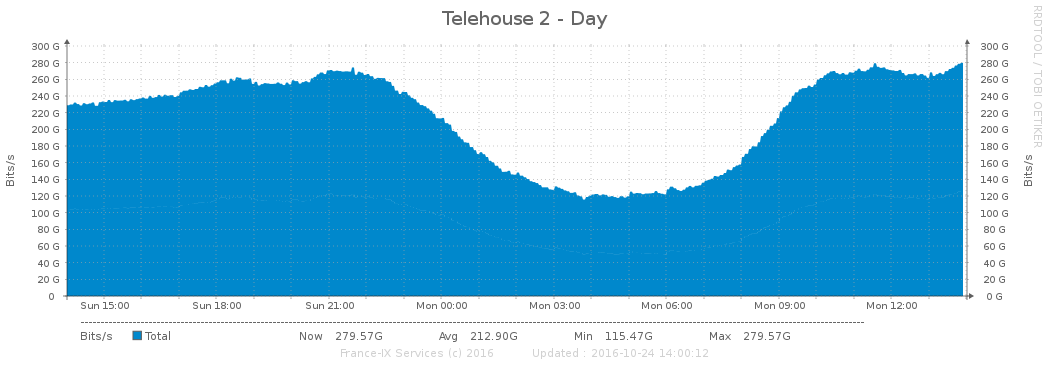 Telehouse 2 - Day
RRDTOOL / TOBI OETIKER
Bits/s
300 G
280 G
260 G
240 G
220 G
200 G
180 G
160 G
140 G
120 G
100 G
80 G
60 G
40 G
20 G
0
300 G
280 G
260 G
240 G
220 G
200 G
180 G
160 G
140 G
120 G
100 G
80 G
60 G
40 G
20 G
0 G
Bits/s
Sun 15:00 Sun 18:00 Sun 21:00 Mon 00:00 Mon 03:00 Mon 06:00 Mon 09:00 Mon 12:00
Bits/s Total Now 279.57G Avg 212.90G Min 115.47G Max 279.57G
France-IX Services (c) 2016 Updated : 2016-10-24 14:00:12